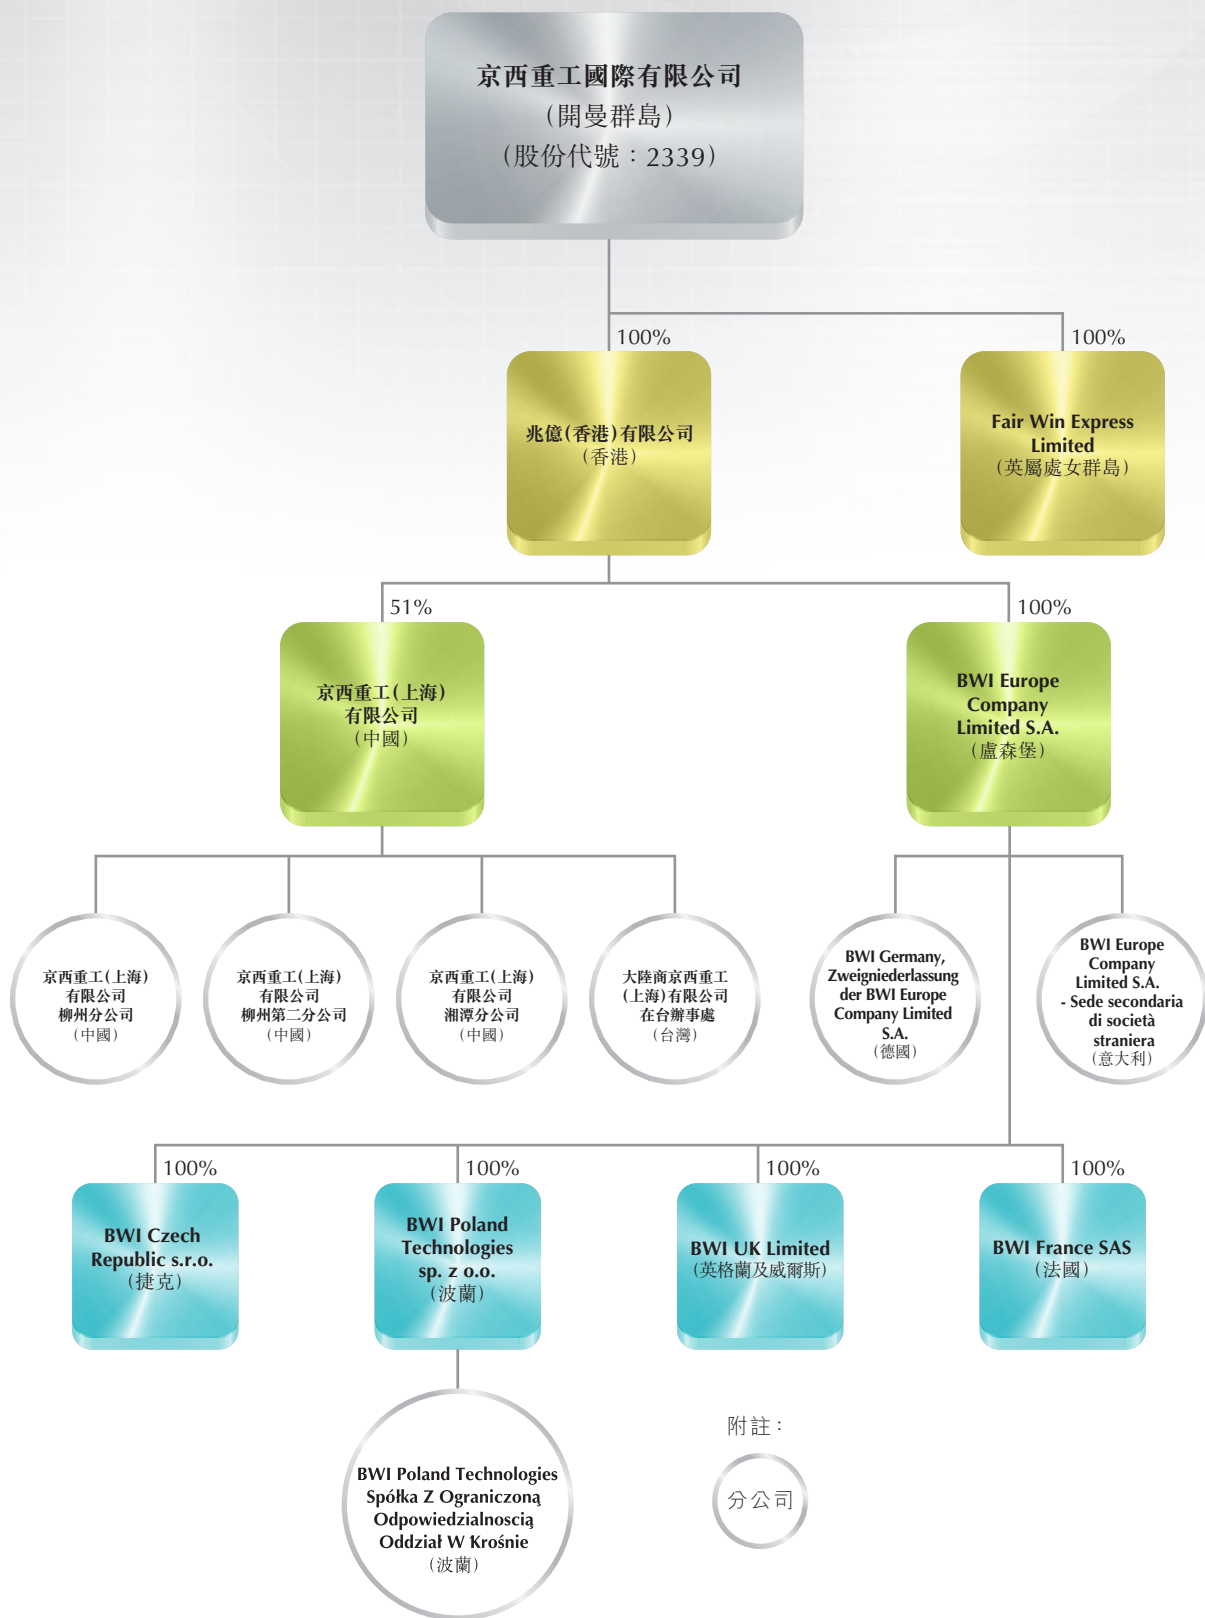 京西重工國際有限公司
（開曼群島）
（股份代號：2339）
100%
100%
兆億(香港)有限公司
（香港）
Fair Win Express
Limited
（英屬處女群島）
51%
100%
京西重工(上海)
有限公司
（中國）
BWI Europe
Company
Limited S.A.
（盧森堡）
京西重工(上海)
有限公司
柳州分公司
（中國）
京西重工(上海)
有限公司
柳州第二分公司
（中國）
京西重工(上海)
有限公司
湘潭分公司
（中國）
大陸商京西重工
(上海)有限公司
在台辦事處
（台灣）
BWI Germany,
Zweigniederlassung
der BWI Europe
Company Limited
S.A.
（德國）
BWI Europe
Company
Limited S.A.
- Sede secondaria
di società
straniera
（意大利）
100%
100%
100%
100%
BWI Czech
Republic s.r.o.
（捷克）
BWI Poland
Technologies
sp. z o.o.
（波蘭）
BWI UK Limited
（英格蘭及威爾斯）
BWI France SAS
（法國）
BWI Poland Technologies
Spółka Z Ograniczoną
Odpowiedzialnoscią
Oddział W Krośnie
（波蘭）
附註：
分公司